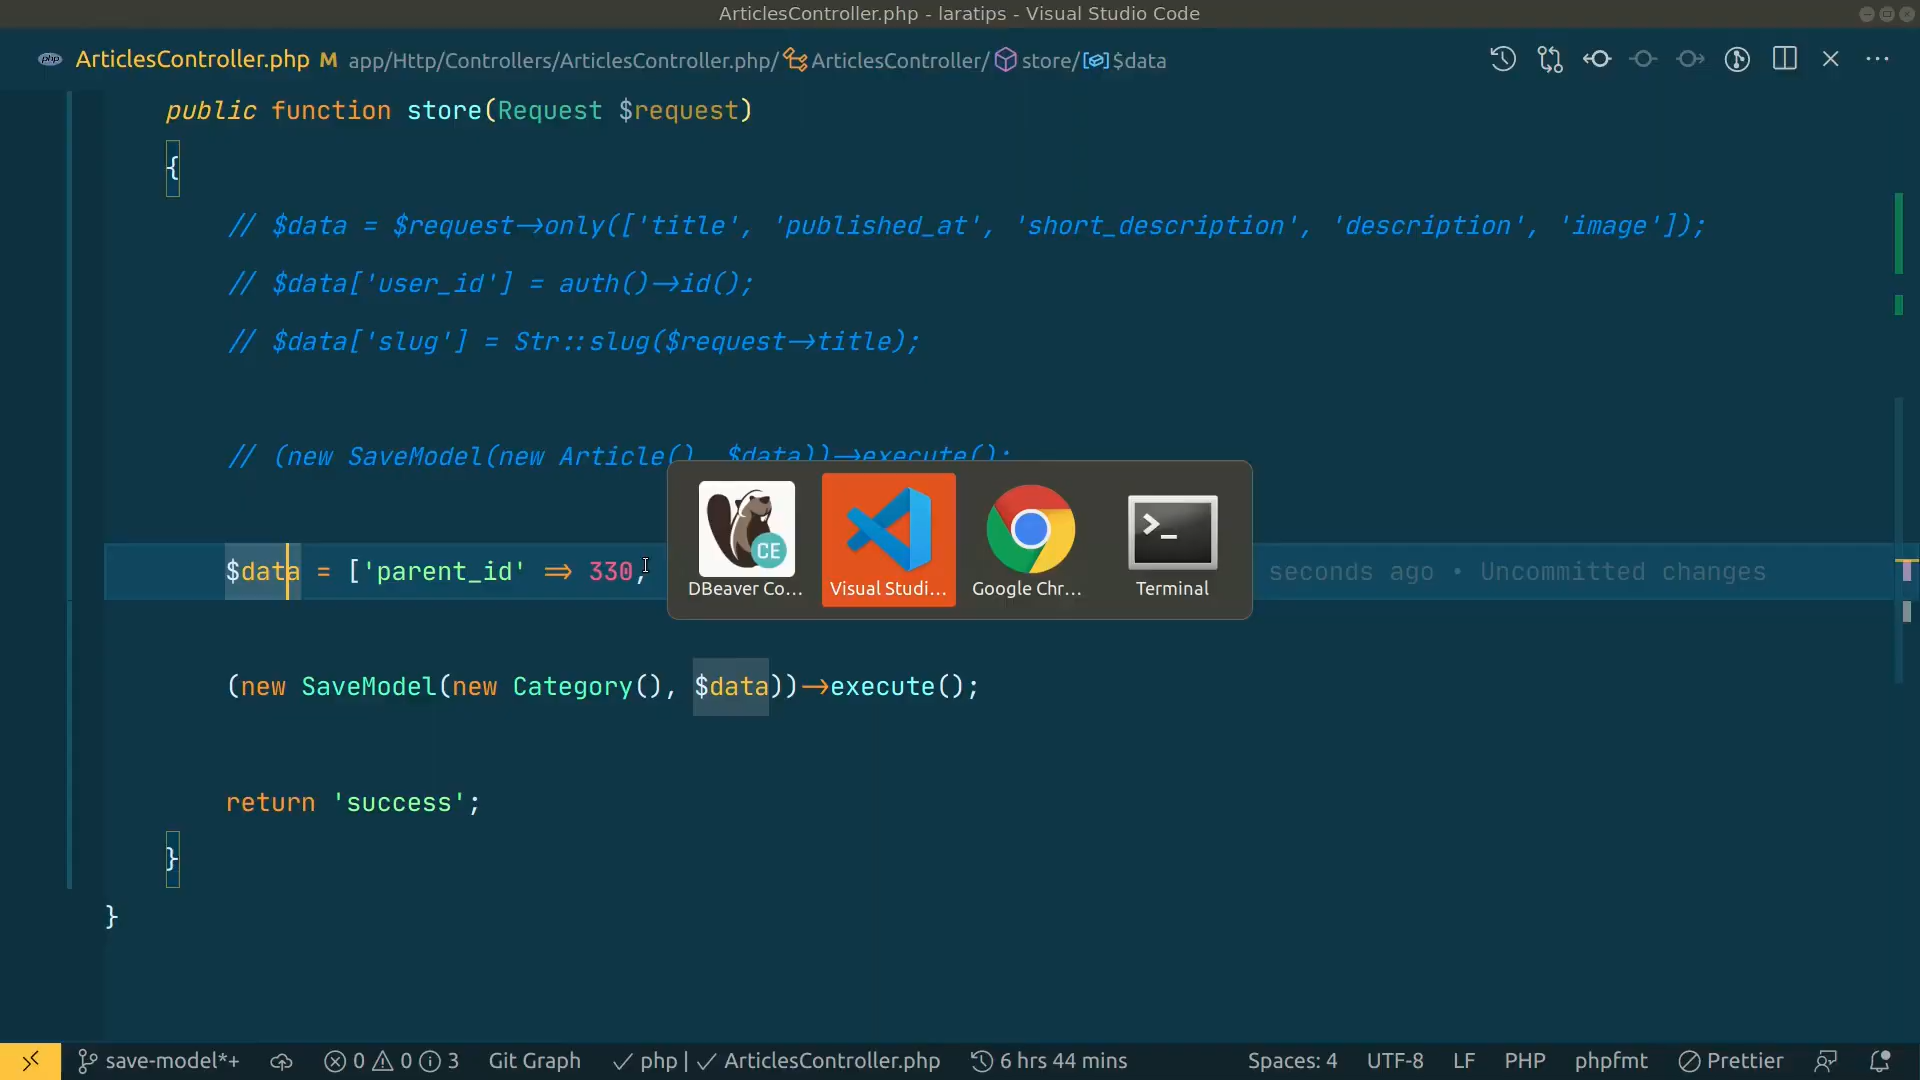 ArticlesController.php - laratips - Visual Studio Code
php ArticlesController.php M app/Http/Controllers/ArticlesController.php/ ArticlesController/ store/ $data
public function store(Request $request)
{
// $data = $request->only(['title', 'published_at', 'short_description', 'description', 'image']);
// $data['user_id'] = auth()->id();
// $data['slug'] = Str::slug($request->title);
// (new SaveModel(new Article(), $data))->execute();
$data = ['parent_id' => 330, seconds ago • Uncommitted changes
CE
DBeaver Co... Visual Studi... Google Chr... Terminal
(new SaveModel(new Category(), $data))->execute();
return 'success';
}
}
save-model*+ 0 0 3 Git Graph ✓ php | ✓ ArticlesController.php 6 hrs 44 mins Spaces: 4 UTF-8 LF PHP phpfmt Prettier